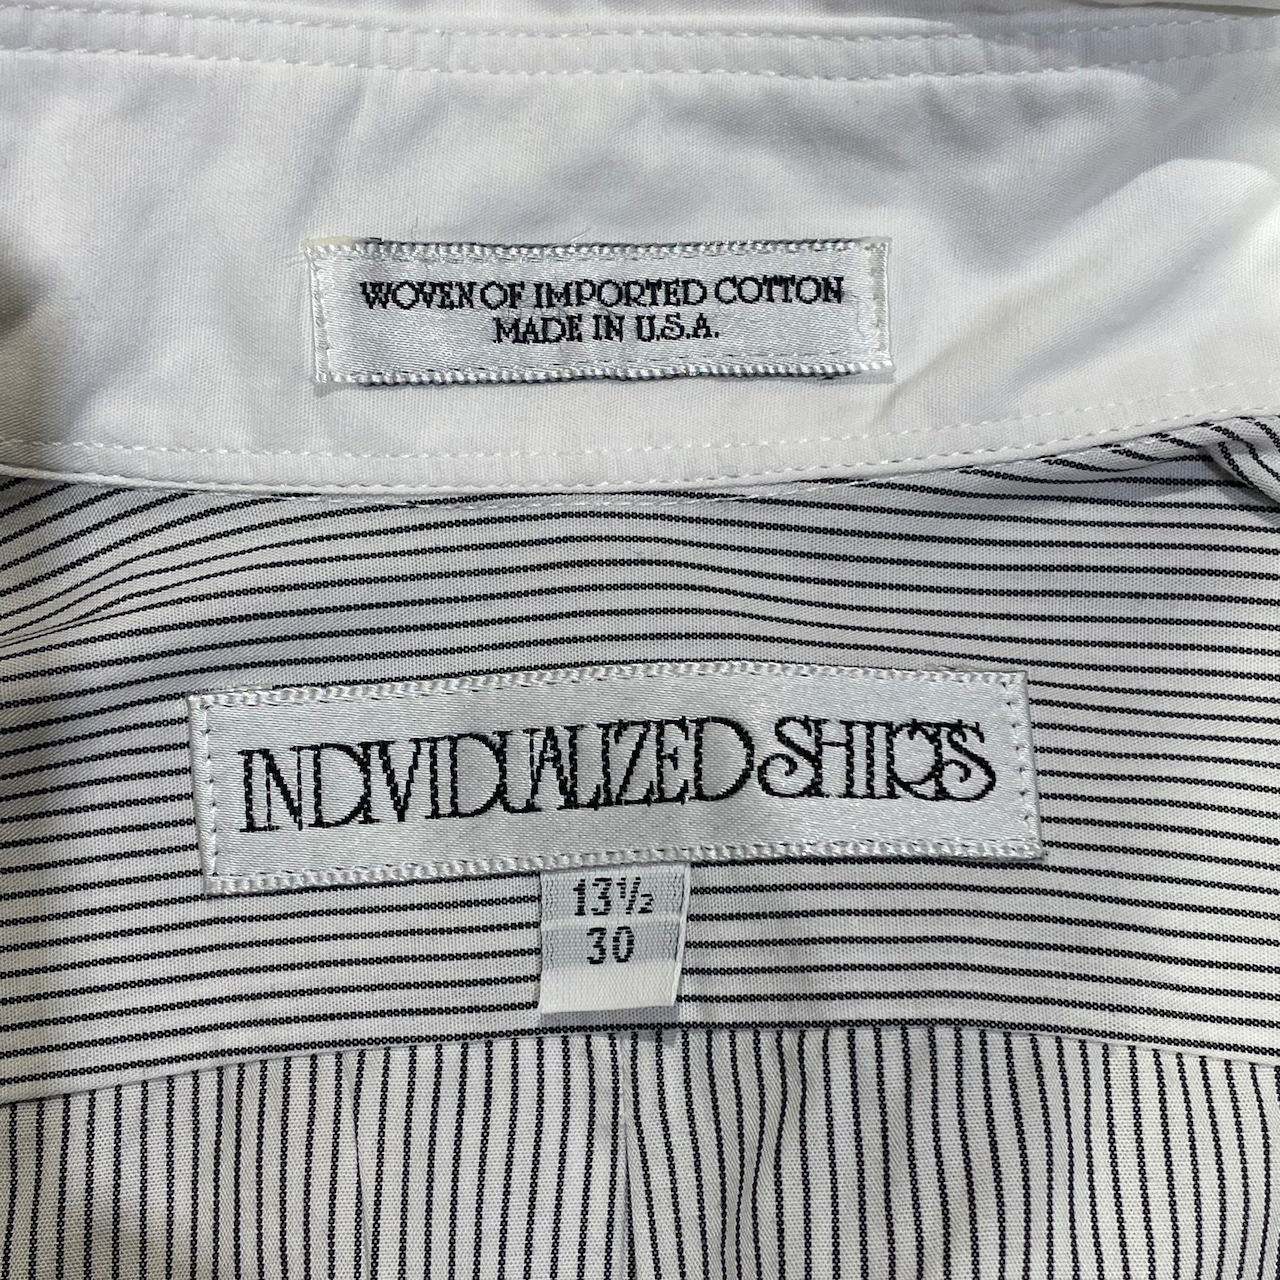 WOVEN OF IMPORTED COTTON
MADE IN U.S.A.
INDIVIDUALIZED SHIRTS
13½
30